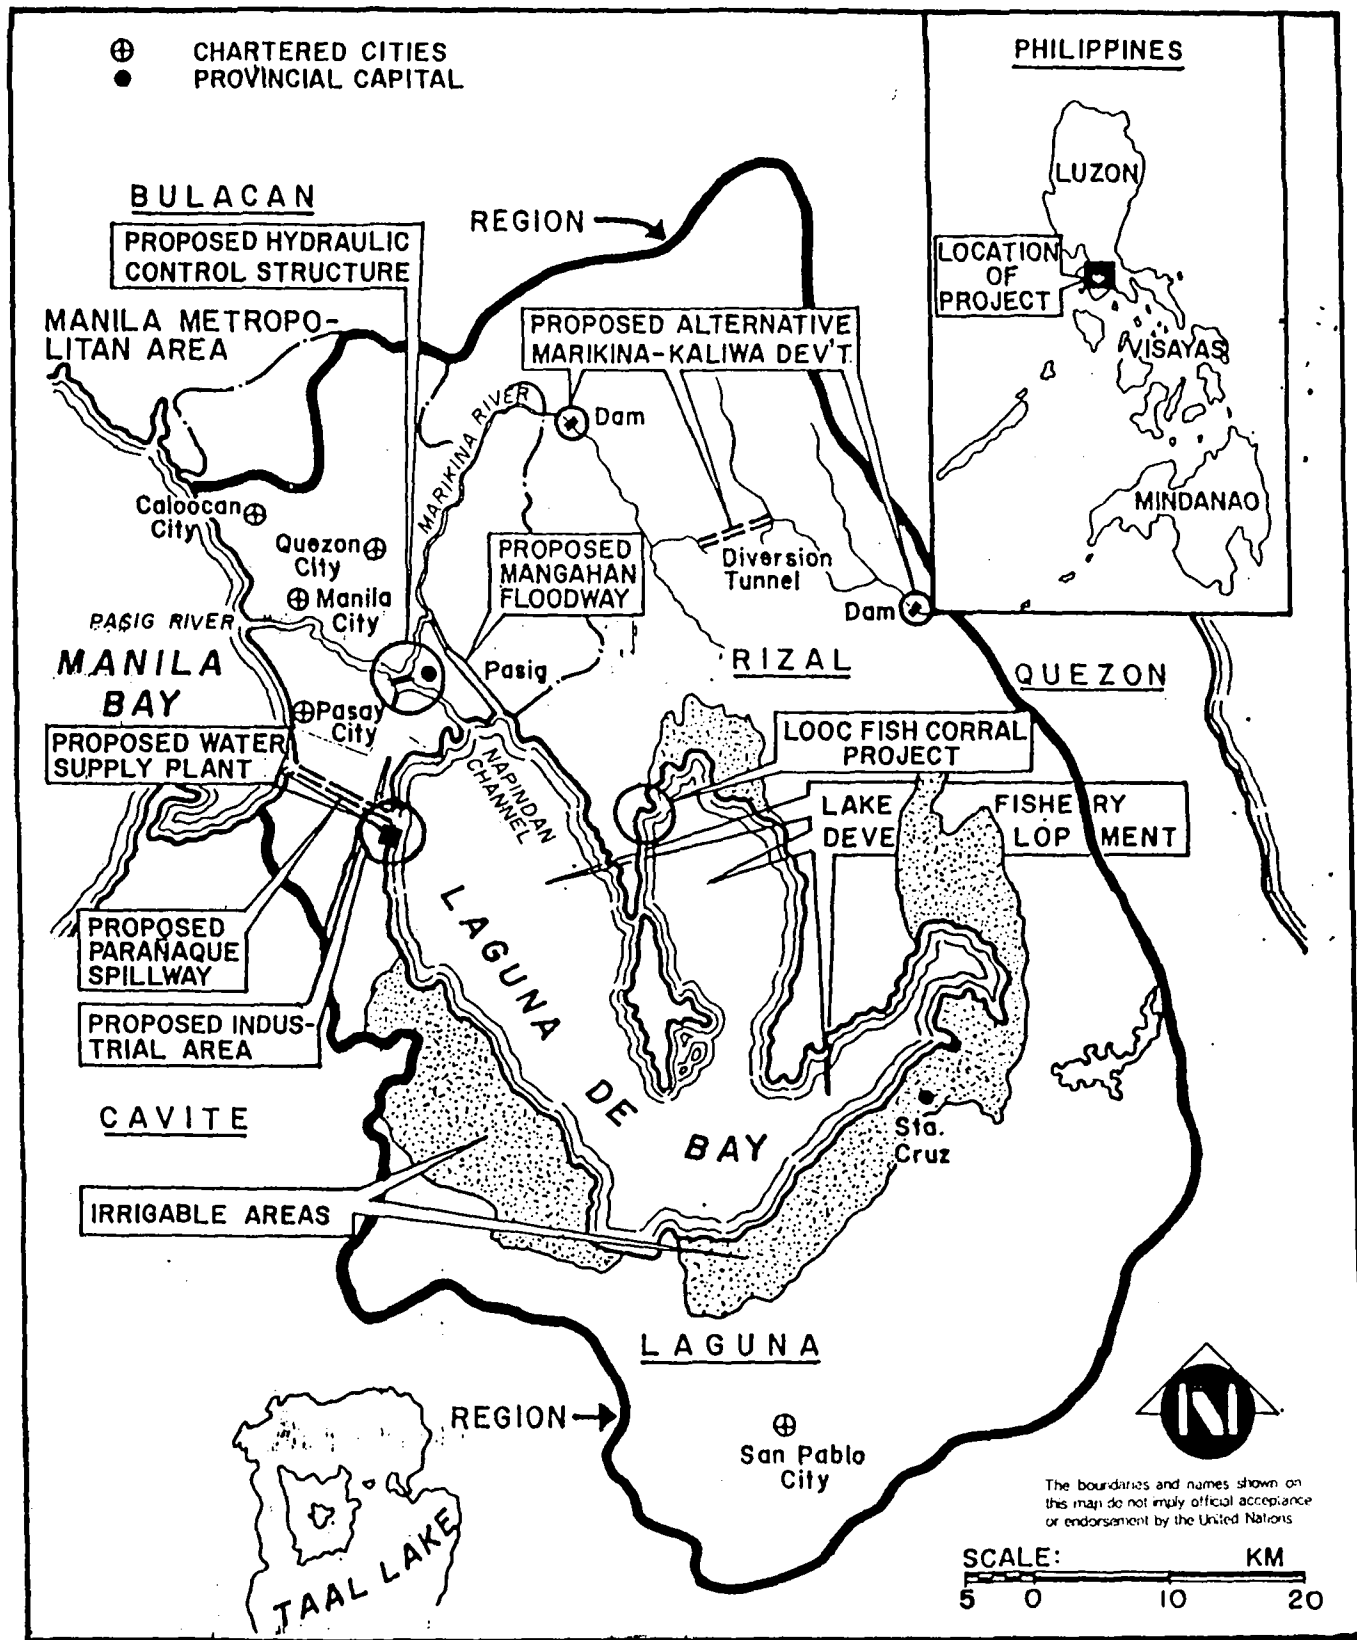 CHARTERED CITIES
PROVINCIAL CAPITAL
PHILIPPINES
LUZON
LOCATION
OF
PROJECT
VISAYAS
MINDANAO
BULACAN
REGION
PROPOSED HYDRAULIC
CONTROL STRUCTURE
MANILA METROPO-
LITAN AREA
PROPOSED ALTERNATIVE
MARIKINA-KALIWA DEV'T.
MARIKINA RIVER
Dam
Caloocan
City
Quezon
City
PROPOSED
MANGAHAN
FLOODWAY
Diversion
Tunnel
Manila
City
Dam
PASIG RIVER
MANILA
BAY
Pasig
RIZAL
QUEZON
Pasay
City
PROPOSED WATER
SUPPLY PLANT
LOOC FISH CORRAL
PROJECT
NAPINDAN
CHANNEL
LAKE FISHERY
DEVELOPMENT
PROPOSED
PARAÑAQUE
SPILLWAY
LAGUNA
DE
BAY
PROPOSED INDUS-
TRIAL AREA
CAVITE
Sta.
Cruz
IRRIGABLE AREAS
LAGUNA
REGION
San Pablo
City
TAAL LAKE
N
The boundaries and names shown on
this map do not imply official acceptance
or endorsement by the United Nations
SCALE: KM
5 0 10 20